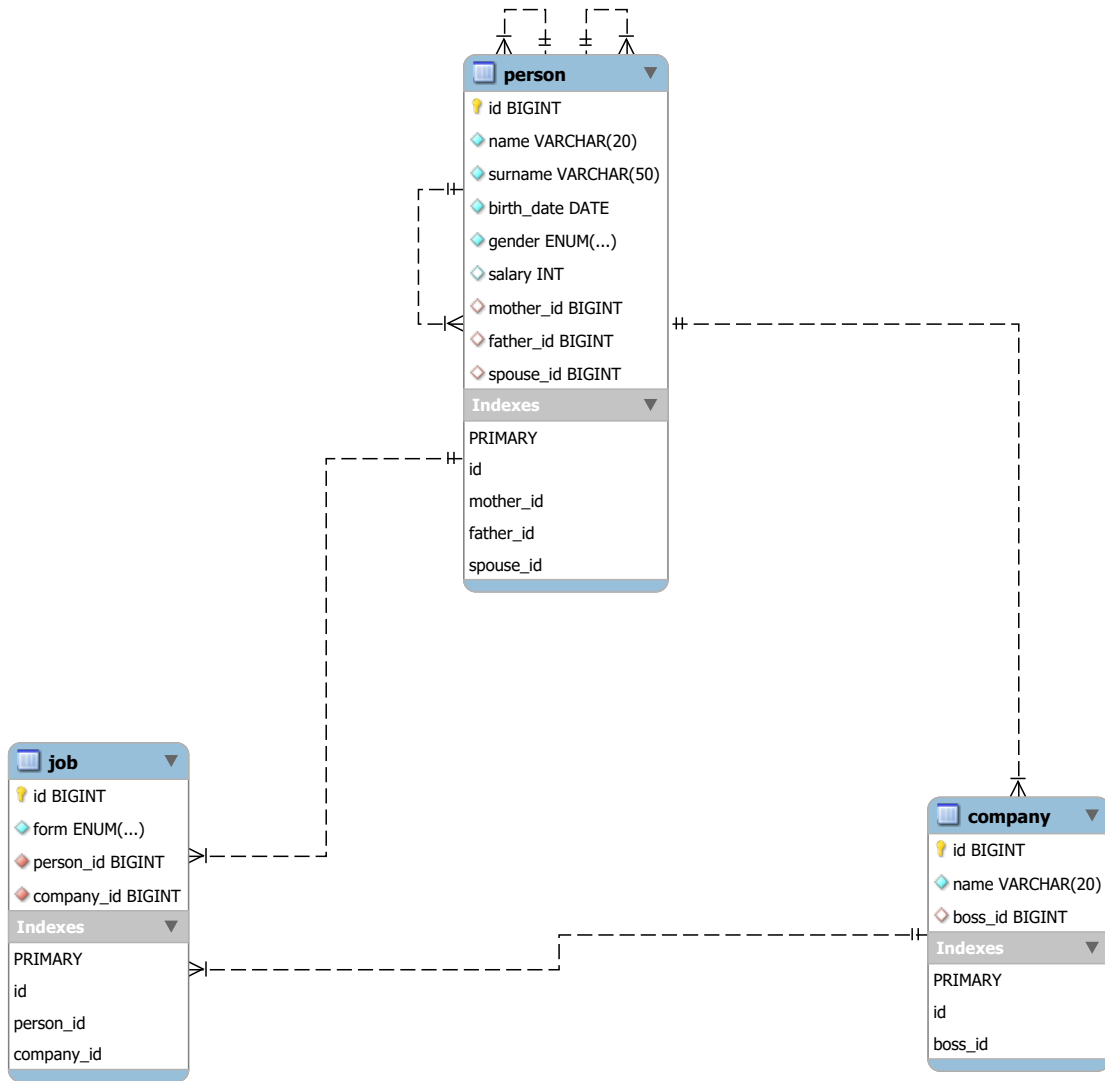 person
id BIGINT
name VARCHAR(20)
surname VARCHAR(50)
birth_date DATE
gender ENUM(...)
salary INT
mother_id BIGINT
father_id BIGINT
spouse_id BIGINT
Indexes
PRIMARY
id
mother_id
father_id
spouse_id
job
id BIGINT
form ENUM(...)
person_id BIGINT
company_id BIGINT
Indexes
PRIMARY
id
person_id
company_id
company
id BIGINT
name VARCHAR(20)
boss_id BIGINT
Indexes
PRIMARY
id
boss_id